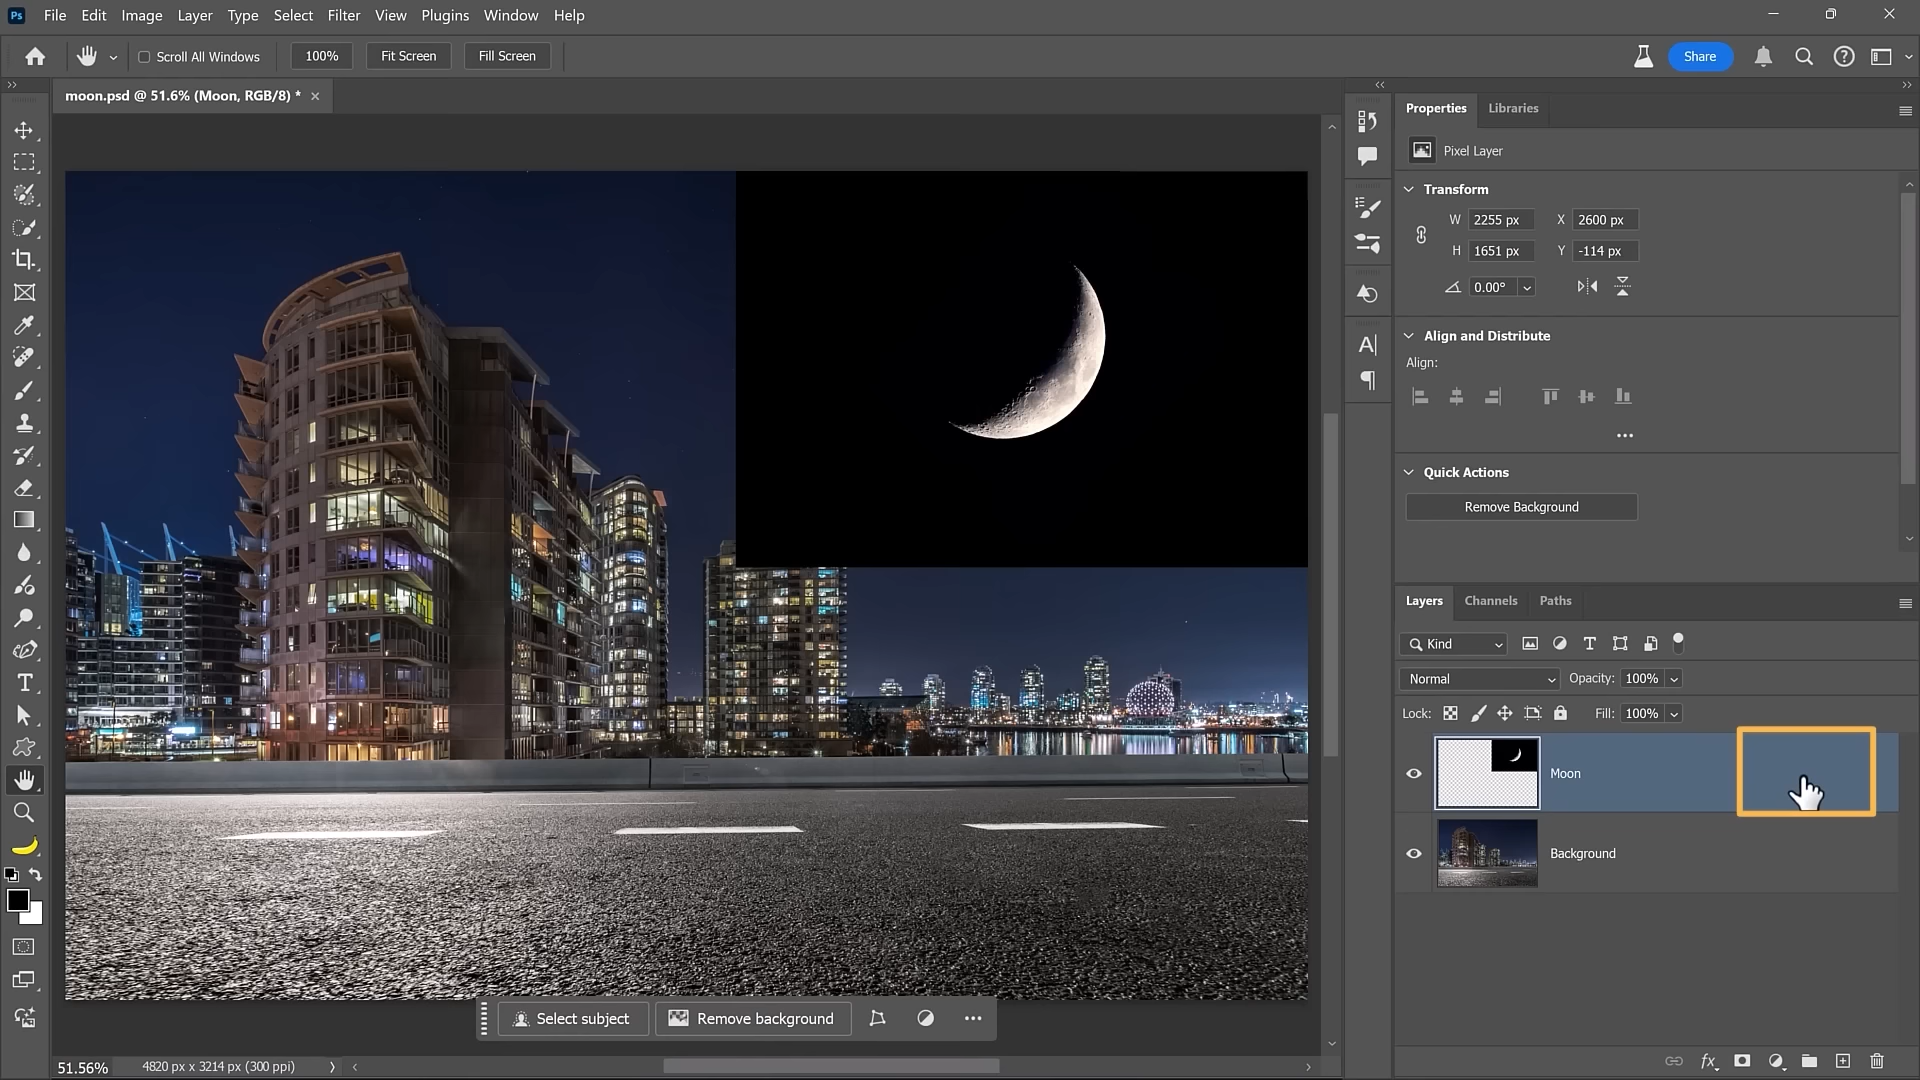 Ps File Edit Image Layer Type Select Filter View Plugins Window Help
Scroll All Windows 100% Fit Screen Fill Screen Share
moon.psd @ 51.6% (Moon, RGB/8) *
Properties Libraries
Pixel Layer
Transform
W 2255 px X 2600 px
H 1651 px Y -114 px
0.00°
Align and Distribute
Align:
Quick Actions
Remove Background
Layers Channels Paths
Kind
Normal Opacity: 100%
Lock: Fill: 100%
Moon
Background
Select subject Remove background
51.56% 4820 px x 3214 px (300 ppi)